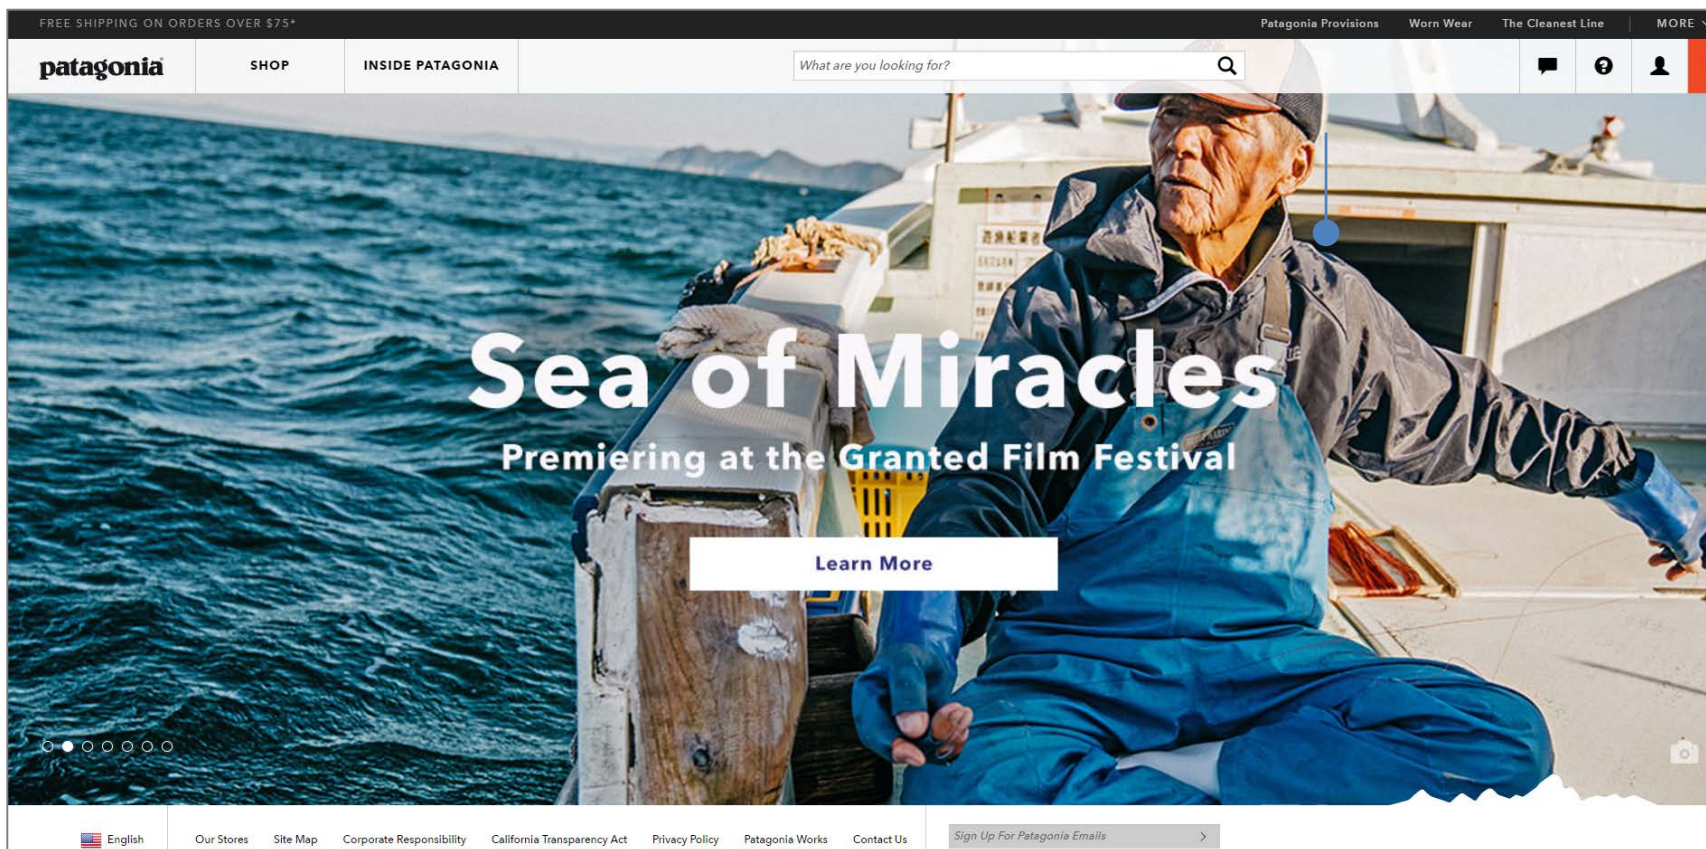 FREE SHIPPING ON ORDERS OVER $75*
Patagonia Provisions Worn Wear The Cleanest Line MORE
patagonia SHOP INSIDE PATAGONIA What are you looking for?
Sea of Miracles
Premiering at the Granted Film Festival
Learn More
English Our Stores Site Map Corporate Responsibility California Transparency Act Privacy Policy Patagonia Works Contact Us Sign Up For Patagonia Emails